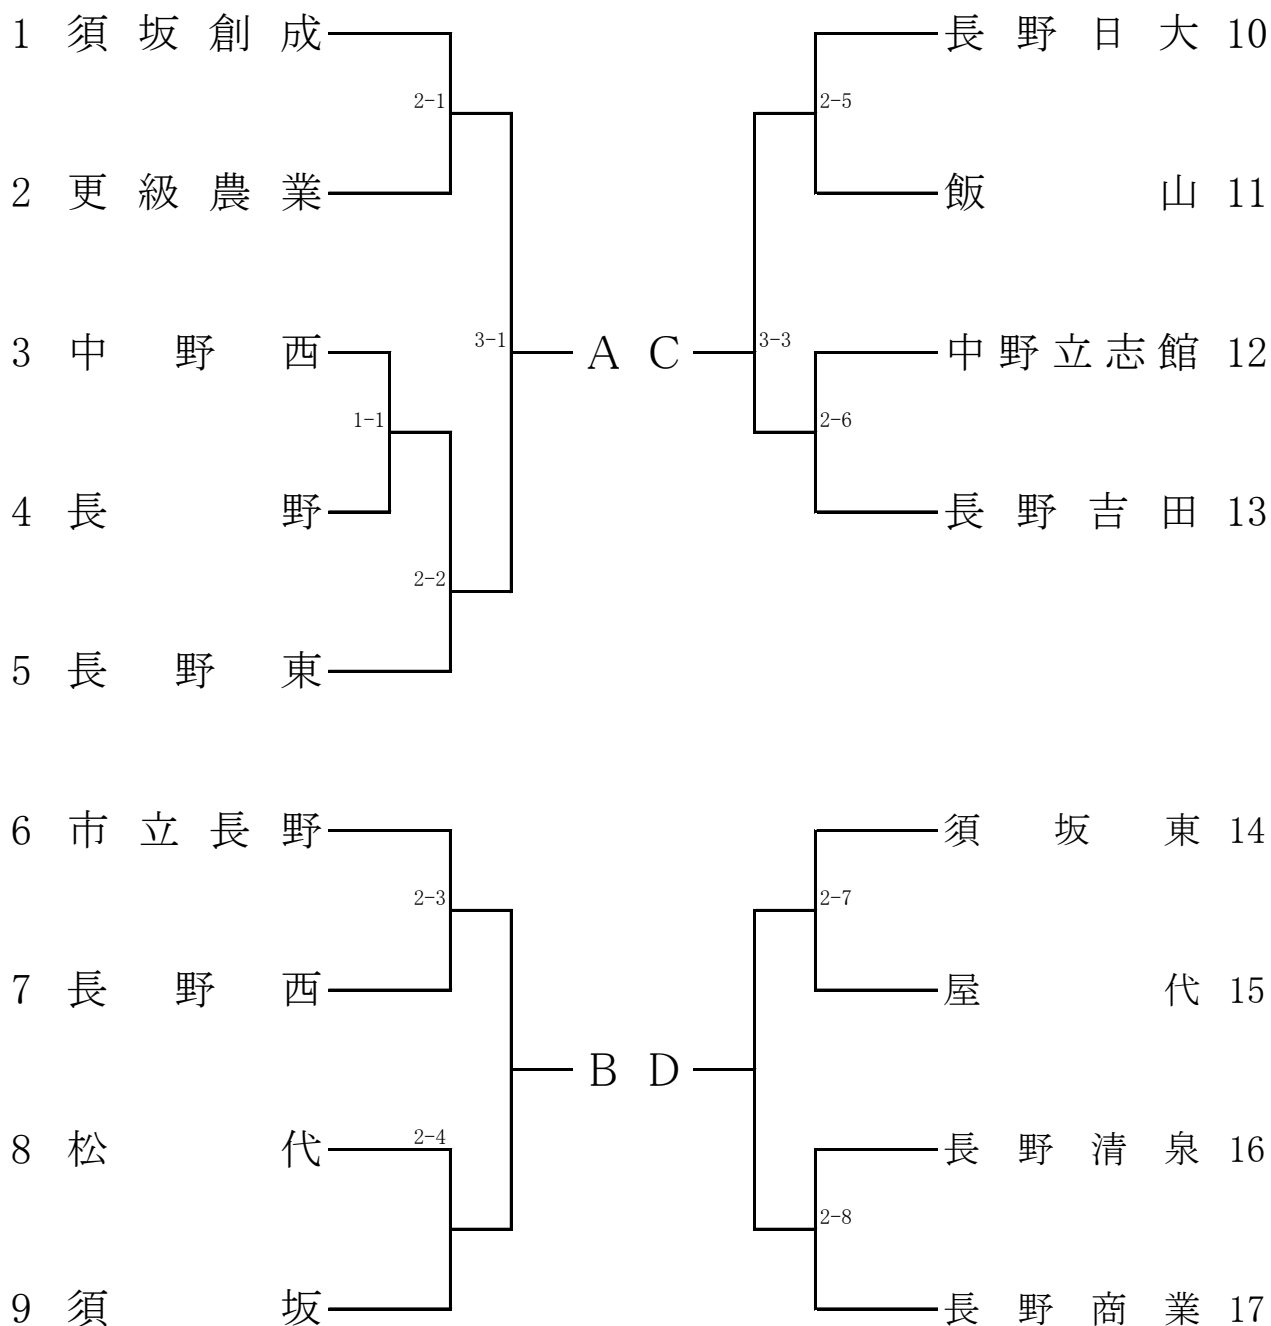 1 須坂創成
2-1
2 更級農業
3 中野西
1-1
3-1
4 長野
2-2
5 長野東
A
6 市立長野
2-3
7 長野西
8 松代
2-4
9 須坂
B
長野日大 10
2-5
飯山 11
C
3-3
中野立志館 12
2-6
長野吉田 13
須坂東 14
2-7
屋代 15
D
長野清泉 16
2-8
長野商業 17